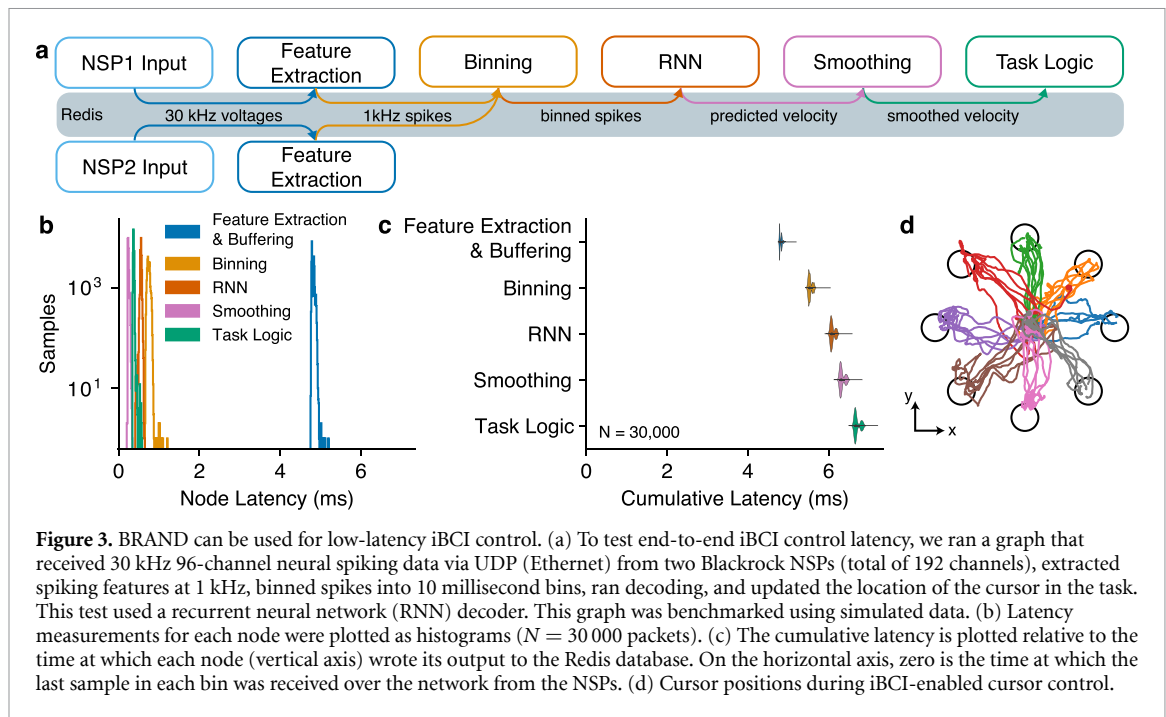 a
NSP1 Input
Feature
Extraction
Binning
RNN
Smoothing
Task Logic
Redis
30 kHz voltages
1kHz spikes
binned spikes
predicted velocity
smoothed velocity
NSP2 Input
Feature
Extraction
b
Samples
10³
10¹
Feature Extraction
& Buffering
Binning
RNN
Smoothing
Task Logic
0 2 4 6
Node Latency (ms)
c
Feature Extraction
& Buffering
Binning
RNN
Smoothing
Task Logic
N = 30,000
0 2 4 6
Cumulative Latency (ms)
d
y
x
Figure 3. BRAND can be used for low-latency iBCI control. (a) To test end-to-end iBCI control latency, we ran a graph that
received 30 kHz 96-channel neural spiking data via UDP (Ethernet) from two Blackrock NSPs (total of 192 channels), extracted
spiking features at 1 kHz, binned spikes into 10 millisecond bins, ran decoding, and updated the location of the cursor in the task.
This test used a recurrent neural network (RNN) decoder. This graph was benchmarked using simulated data. (b) Latency
measurements for each node were plotted as histograms (N = 30 000 packets). (c) The cumulative latency is plotted relative to the
time at which each node (vertical axis) wrote its output to the Redis database. On the horizontal axis, zero is the time at which the
last sample in each bin was received over the network from the NSPs. (d) Cursor positions during iBCI-enabled cursor control.